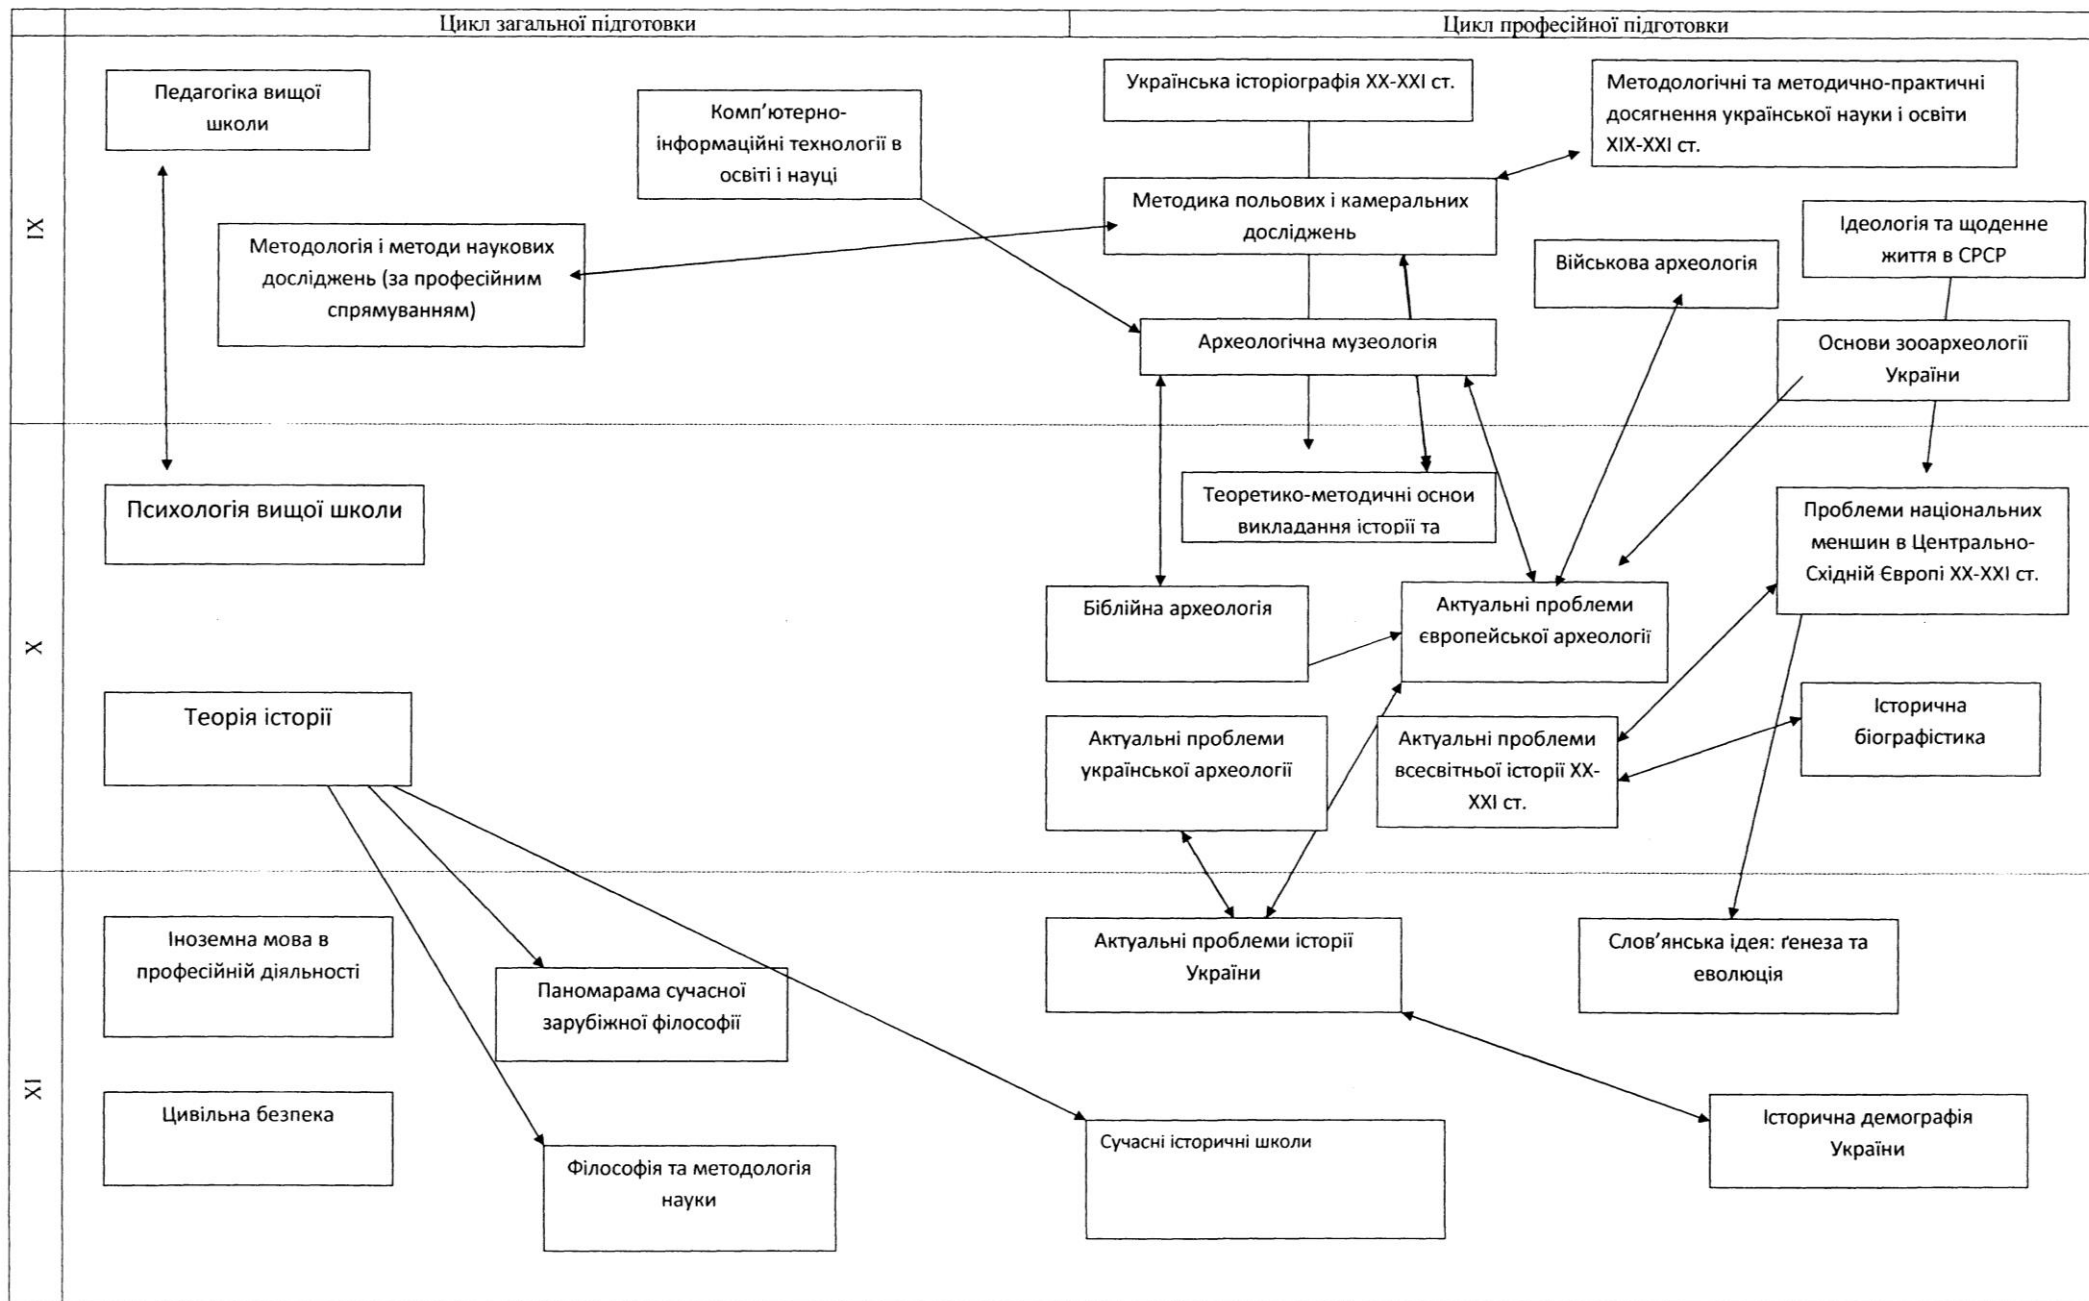 Цикл загальної підготовки
Цикл професійної підготовки
IX
Педагогіка вищої
школи
Комп’ютерно-
інформаційні технології в
освіті і науці
Методологія і методи наукових
досліджень (за професійним
спрямуванням)
Українська історіографія XX-XXI ст.
Методологічні та методично-практичні
досягнення української науки і освіти
XIX-XXI ст.
Методика польових і камеральних
досліджень
Військова археологія
Ідеологія та щоденне
життя в СРСР
Археологічна музеологія
Основи зооархеології
України
X
Психологія вищої школи
Теоретико-методичні основи
викладання історії та
Проблеми національних
меншин в Центрально-
Східній Європі XX-XXI ст.
Біблійна археологія
Актуальні проблеми
європейської археології
Теорія історії
Актуальні проблеми
української археології
Актуальні проблеми
всесвітньої історії XX-
XXI ст.
Історична
біографістика
XI
Іноземна мова в
професійній діяльності
Паномарама сучасної
зарубіжної філософії
Актуальні проблеми історії
України
Слов’янська ідея: ґенеза та
еволюція
Цивільна безпека
Філософія та методологія
науки
Сучасні історичні школи
Історична демографія
України